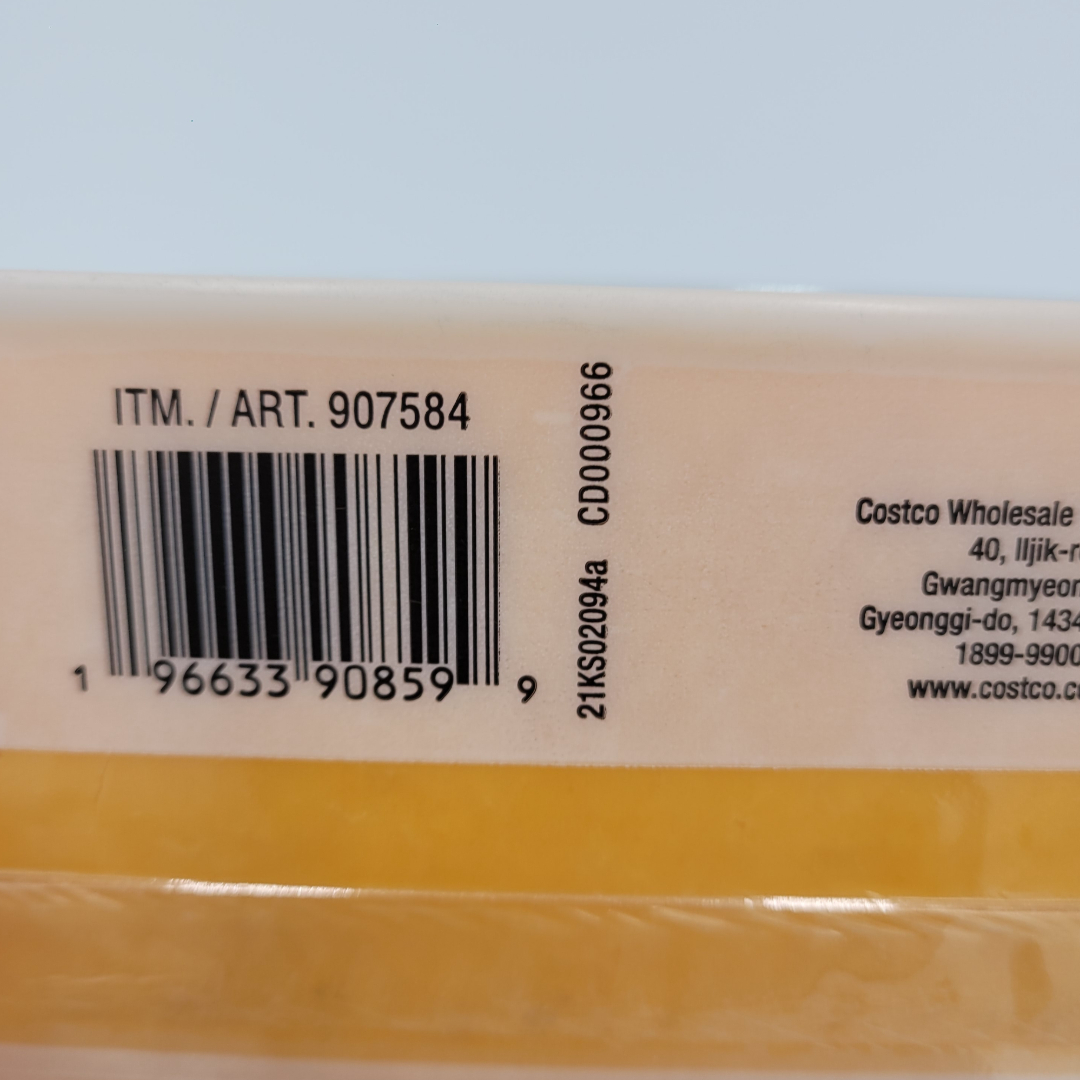 ITM. / ART. 907584
1 96633 90859 9
21KS02094a CD000966
Costco Wholesale
40, Iljik-r
Gwangmyeon
Gyeonggi-do, 1434
1899-9900
www.costco.c